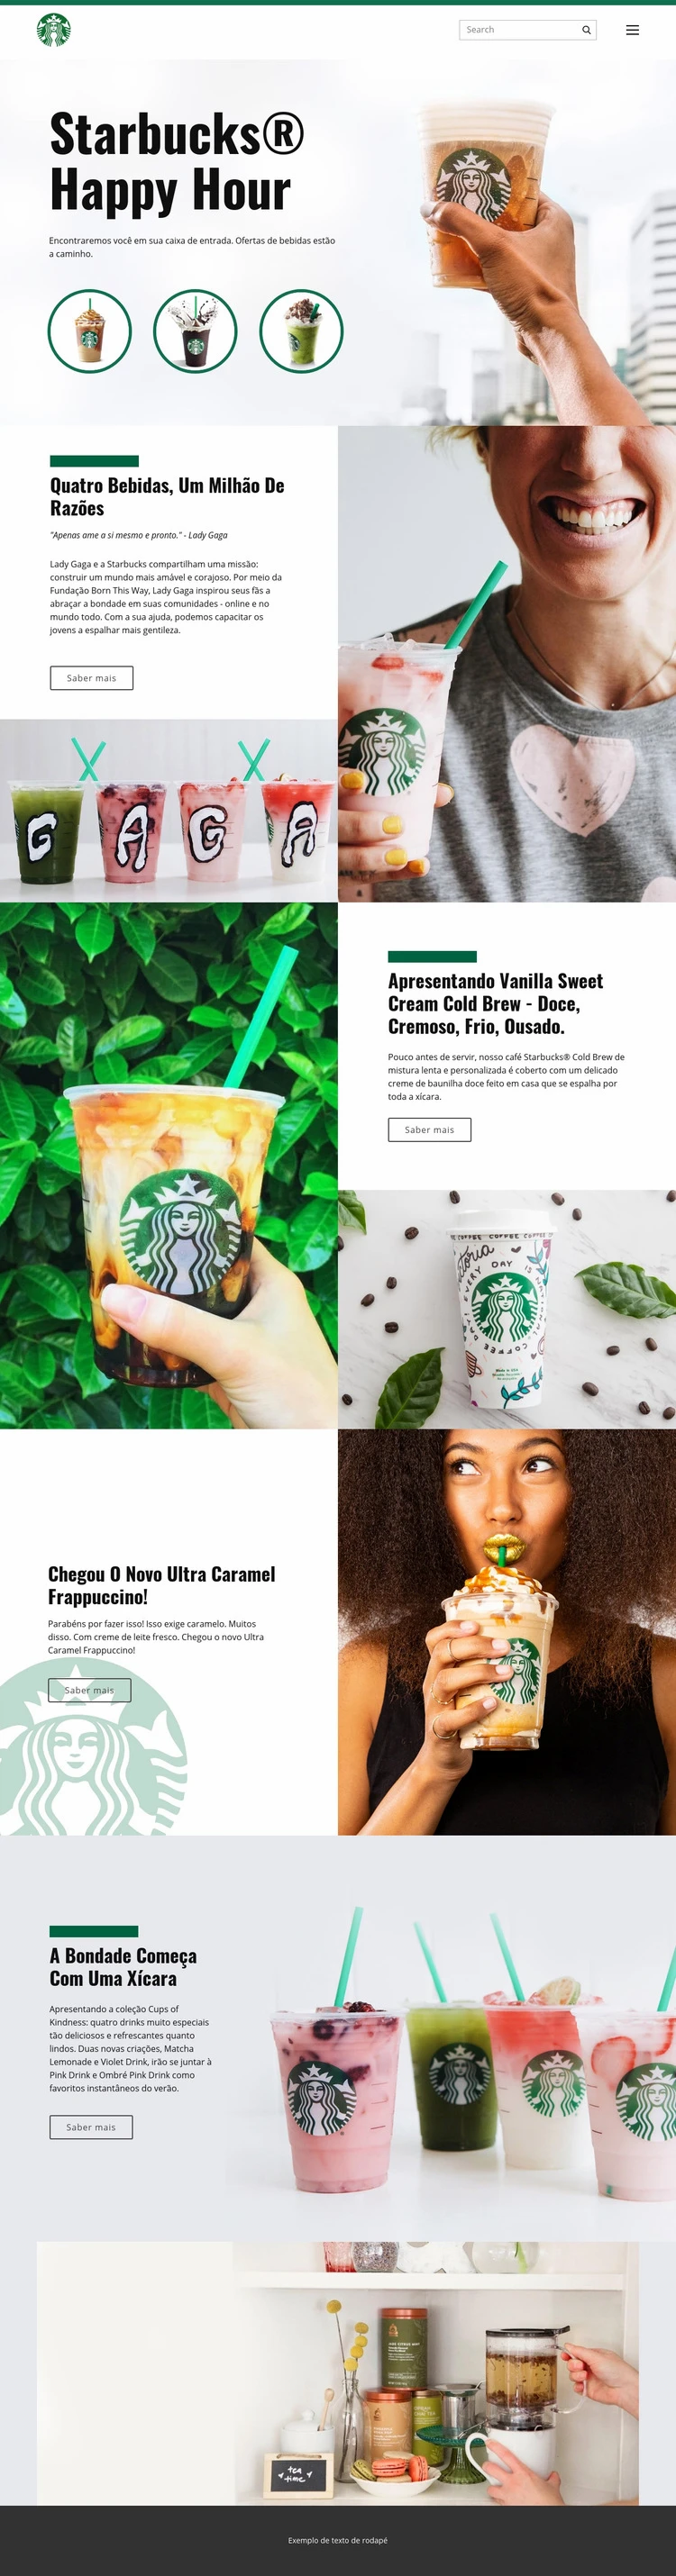 Search
Starbucks®
Happy Hour
Encontraremos você em sua caixa de entrada. Ofertas de bebidas estão
a caminho.
Quatro Bebidas, Um Milhão De
Razões
"Apenas ame a si mesmo e pronto." - Lady Gaga
Lady Gaga e a Starbucks compartilham uma missão:
construir um mundo mais amável e corajoso. Por meio da
Fundação Born This Way, Lady Gaga inspirou seus fãs a
abraçar a bondade em suas comunidades - online e no
mundo todo. Com a sua ajuda, podemos capacitar os
jovens a espalhar mais gentileza.
Saber mais
G A G A
Apresentando Vanilla Sweet
Cream Cold Brew - Doce,
Cremoso, Frio, Ousado.
Pouco antes de servir, nosso café Starbucks® Cold Brew de
mistura lenta e personalizada é coberto com um delicado
creme de baunilha doce feito em casa que se espalha por
toda a xícara.
Saber mais
COFFEE COFFEE COFFEE
EVERY DAY IS
COFFEE
Chegou O Novo Ultra Caramel
Frappuccino!
Parabéns por fazer isso! Isso exige caramelo. Muitos
disso. Com creme de leite fresco. Chegou o novo Ultra
Caramel Frappuccino!
Saber mais
A Bondade Começa
Com Uma Xícara
Apresentando a coleção Cups of
Kindness: quatro drinks muito especiais
tão deliciosos e refrescantes quanto
lindos. Duas novas criações, Matcha
Lemonade e Violet Drink, irão se juntar à
Pink Drink e Ombré Pink Drink como
favoritos instantâneos do verão.
Saber mais
tea
time
Exemplo de texto de rodapé